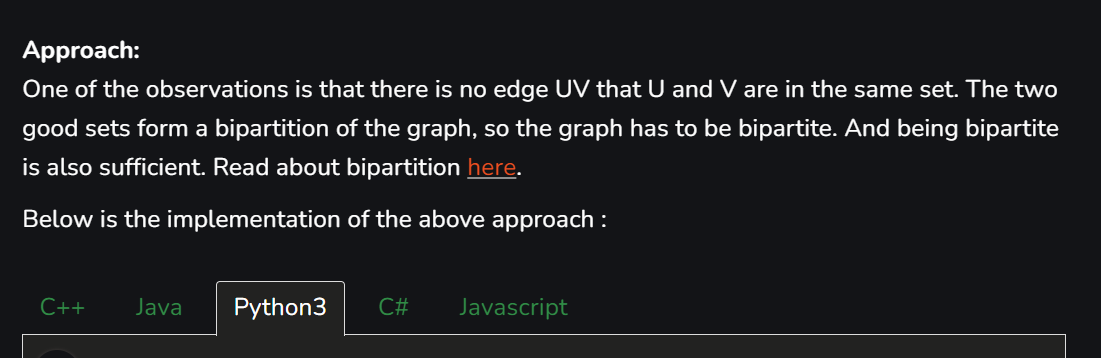 Approach:
One of the observations is that there is no edge UV that U and V are in the same set. The two
good sets form a bipartition of the graph, so the graph has to be bipartite. And being bipartite
is also sufficient. Read about bipartition here.
Below is the implementation of the above approach :
C++ Java Python3 C# Javascript